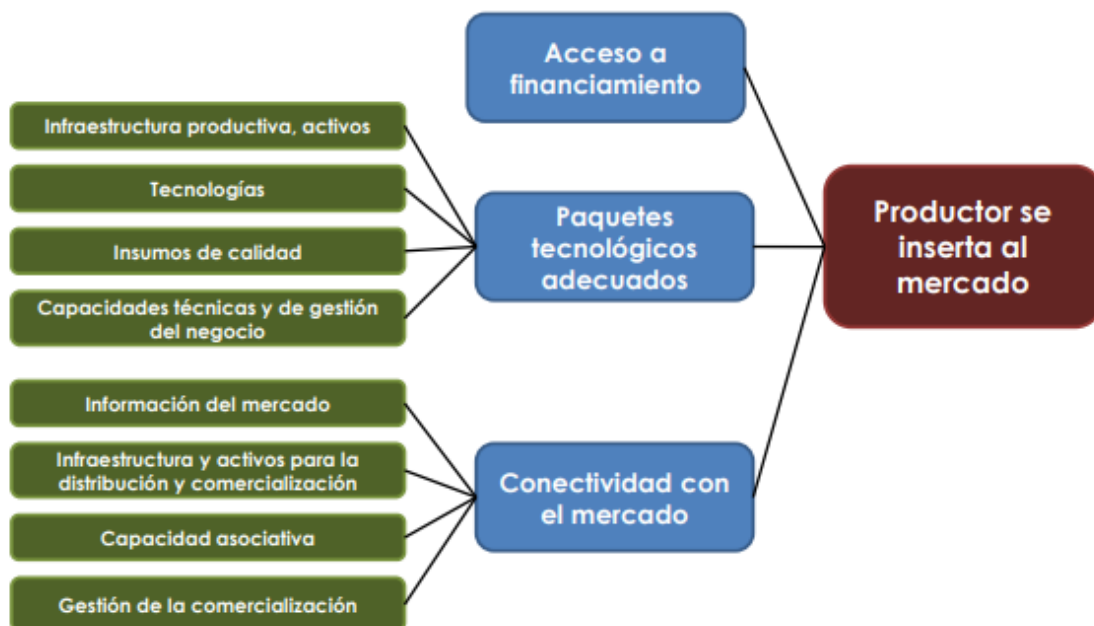 Acceso a
financiamiento
Infraestructura productiva, activos
Tecnologías
Insumos de calidad
Capacidades técnicas y de gestión
del negocio
Paquetes
tecnológicos
adecuados
Productor se
inserta al
mercado
Información del mercado
Infraestructura y activos para la
distribución y comercialización
Capacidad asociativa
Gestión de la comercialización
Conectividad con
el mercado